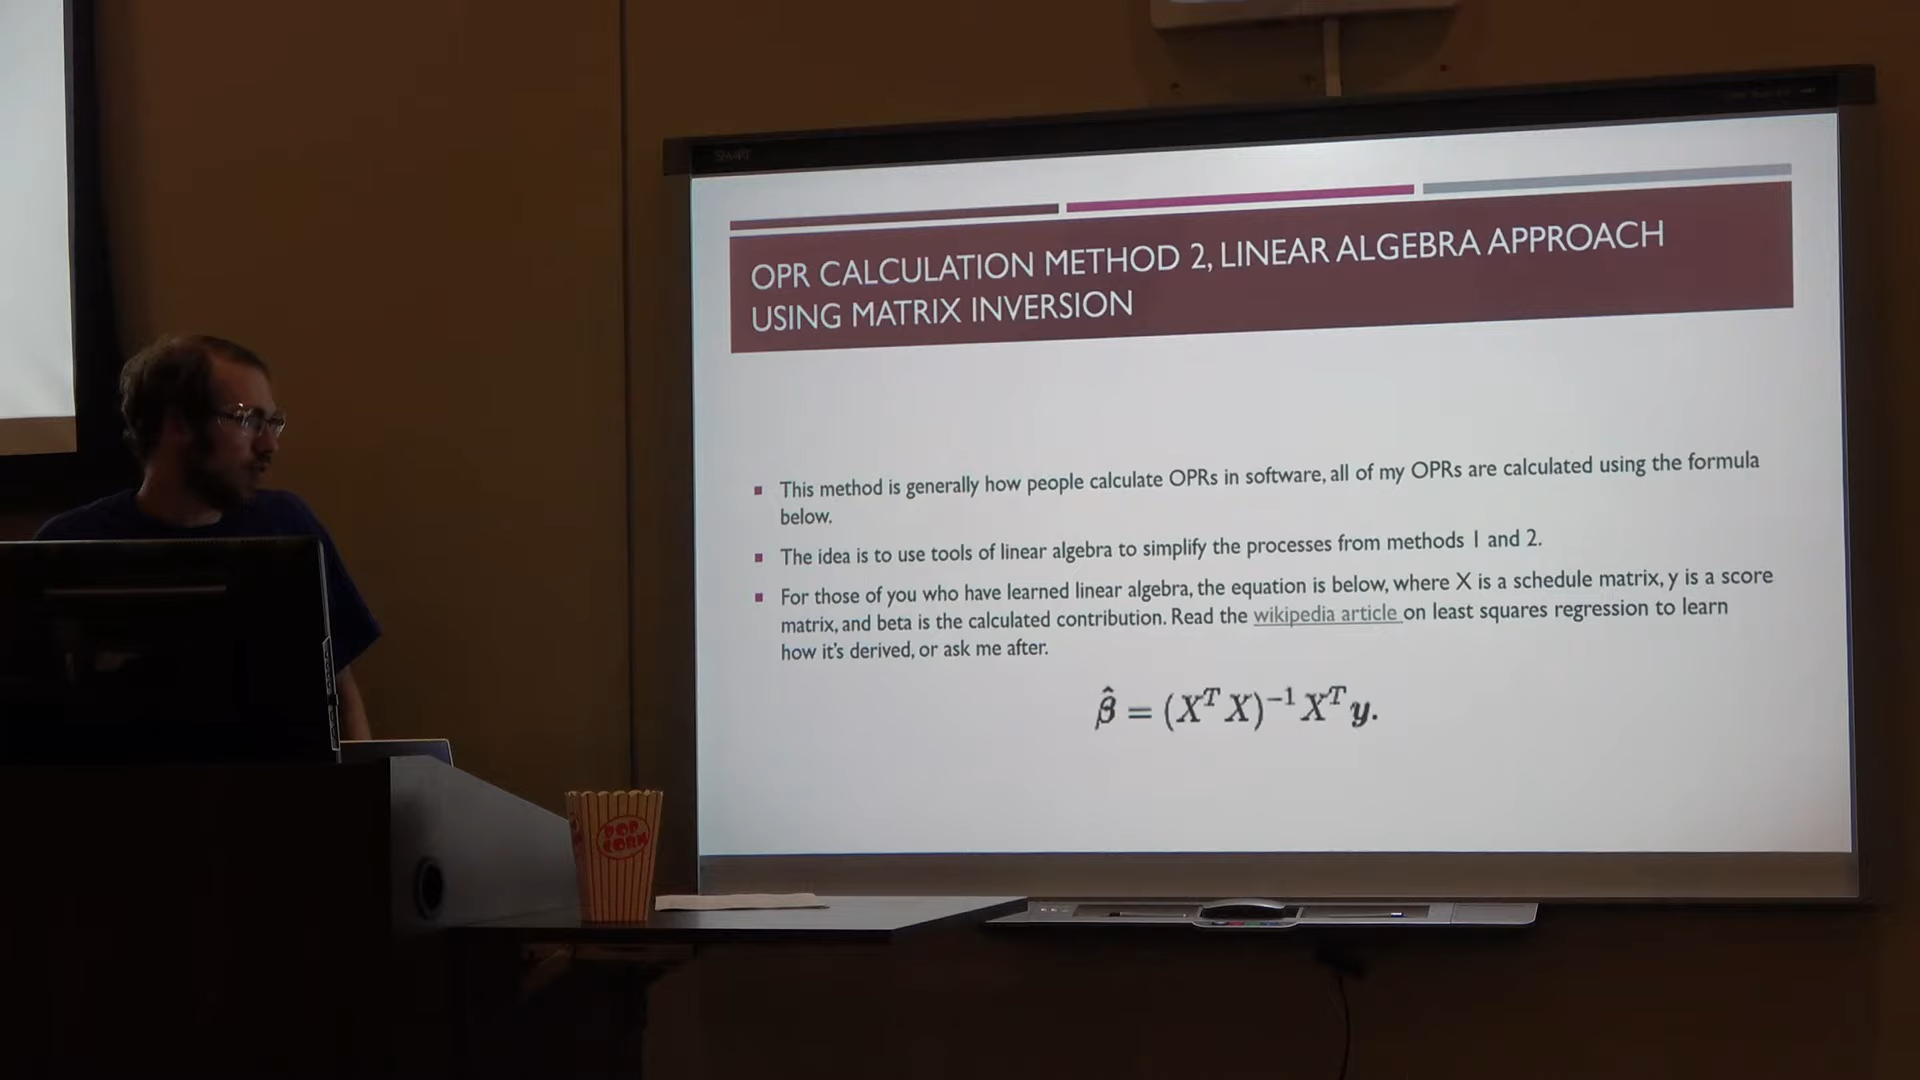 SMART
OPR CALCULATION METHOD 2, LINEAR ALGEBRA APPROACH
USING MATRIX INVERSION
This method is generally how people calculate OPRs in software, all of my OPRs are calculated using the formula
below.
The idea is to use tools of linear algebra to simplify the processes from methods 1 and 2.
For those of you who have learned linear algebra, the equation is below, where X is a schedule matrix, y is a score
matrix, and beta is the calculated contribution. Read the wikipedia article on least squares regression to learn
how it's derived, or ask me after.
β̂ = (XᵀX)⁻¹Xᵀy.
POP
CORN